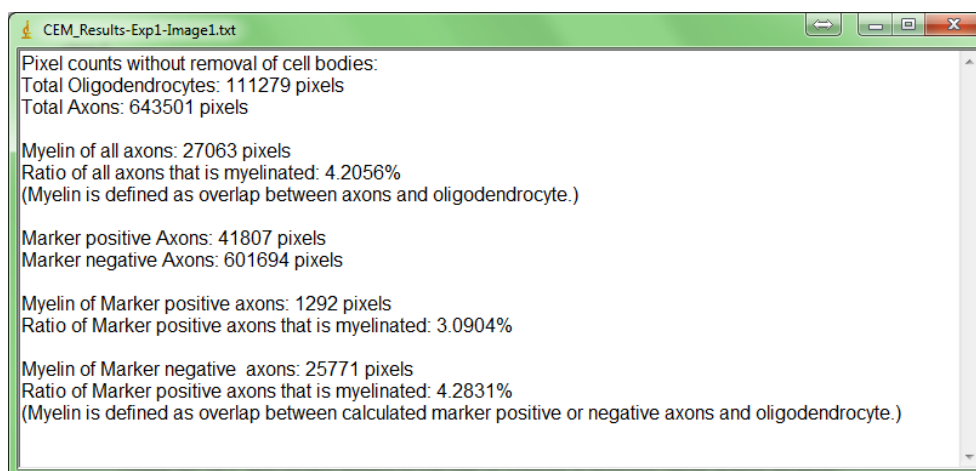 CEM_Results-Exp1-Image1.txt
Pixel counts without removal of cell bodies:
Total Oligodendrocytes: 111279 pixels
Total Axons: 643501 pixels
Myelin of all axons: 27063 pixels
Ratio of all axons that is myelinated: 4.2056%
(Myelin is defined as overlap between axons and oligodendrocyte.)
Marker positive Axons: 41807 pixels
Marker negative Axons: 601694 pixels
Myelin of Marker positive axons: 1292 pixels
Ratio of Marker positive axons that is myelinated: 3.0904%
Myelin of Marker negative  axons: 25771 pixels
Ratio of Marker positive axons that is myelinated: 4.2831%
(Myelin is defined as overlap between calculated marker positive or negative axons and oligodendrocyte.)